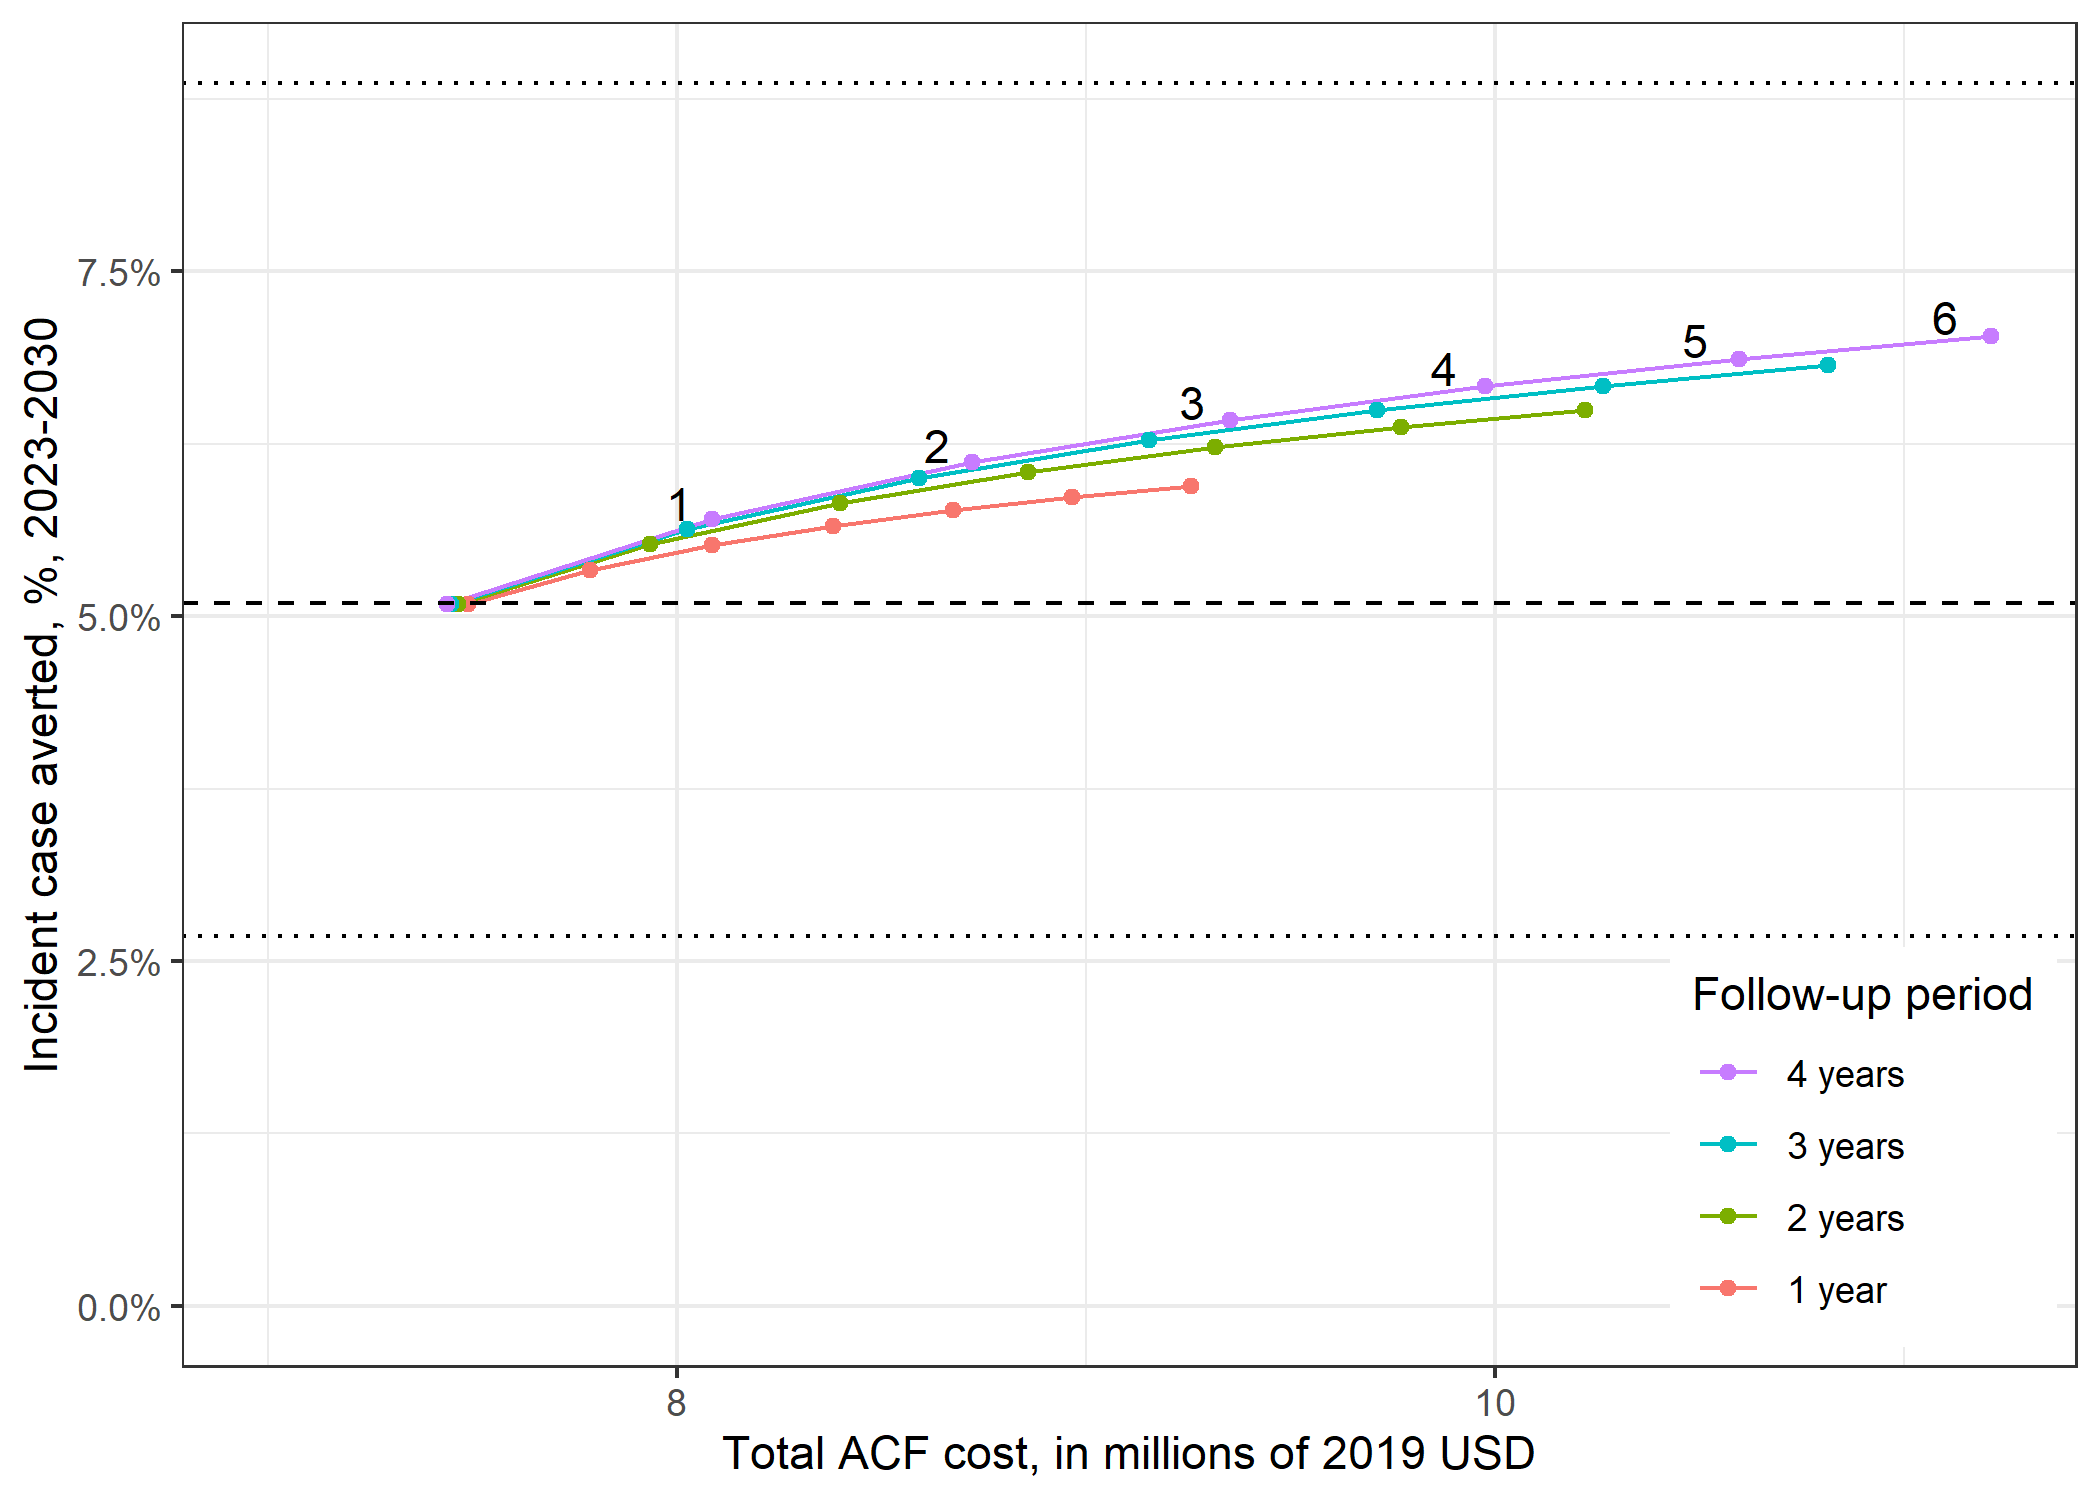 Incident case averted, %, 2023-2030
7.5%
5.0%
2.5%
0.0%
1
2
3
4
5
6
Follow-up period
4 years
3 years
2 years
1 year
8
10
Total ACF cost, in millions of 2019 USD